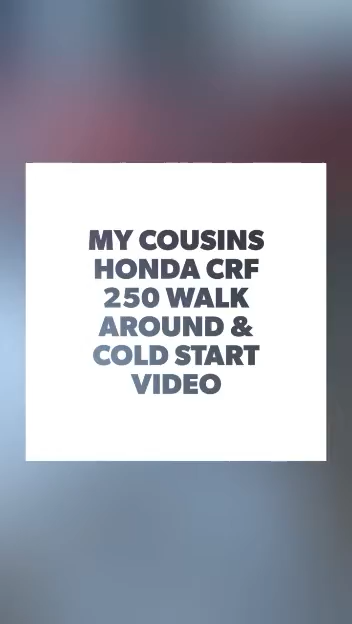 MY COUSINS
HONDA CRF
250 WALK
AROUND &
COLD START
VIDEO